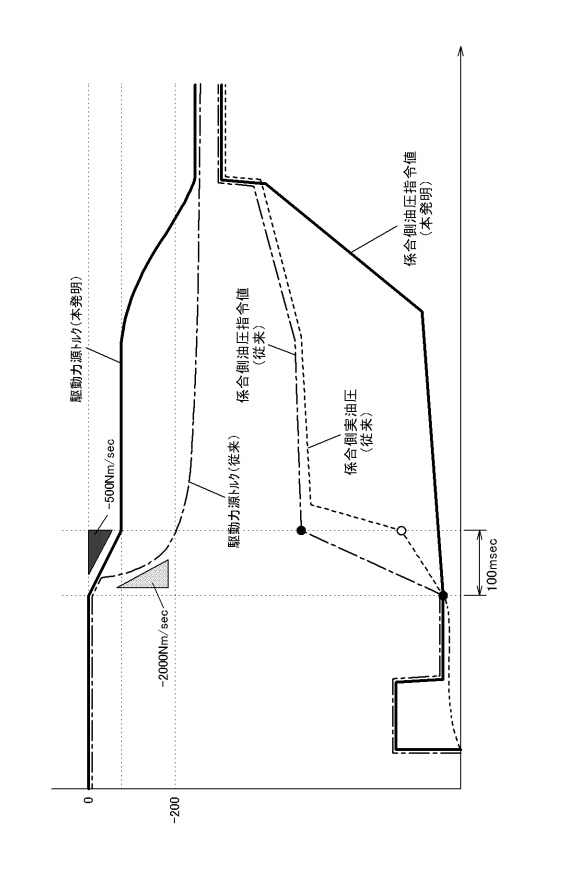 0
-200
駆動力源トルク(本発明)
-500Nm/sec
-2000Nm/sec
駆動力源トルク(従来)
係合側油圧指令値
(従来)
係合側実油圧
(従来)
係合側油圧指令値
(本発明)
100msec